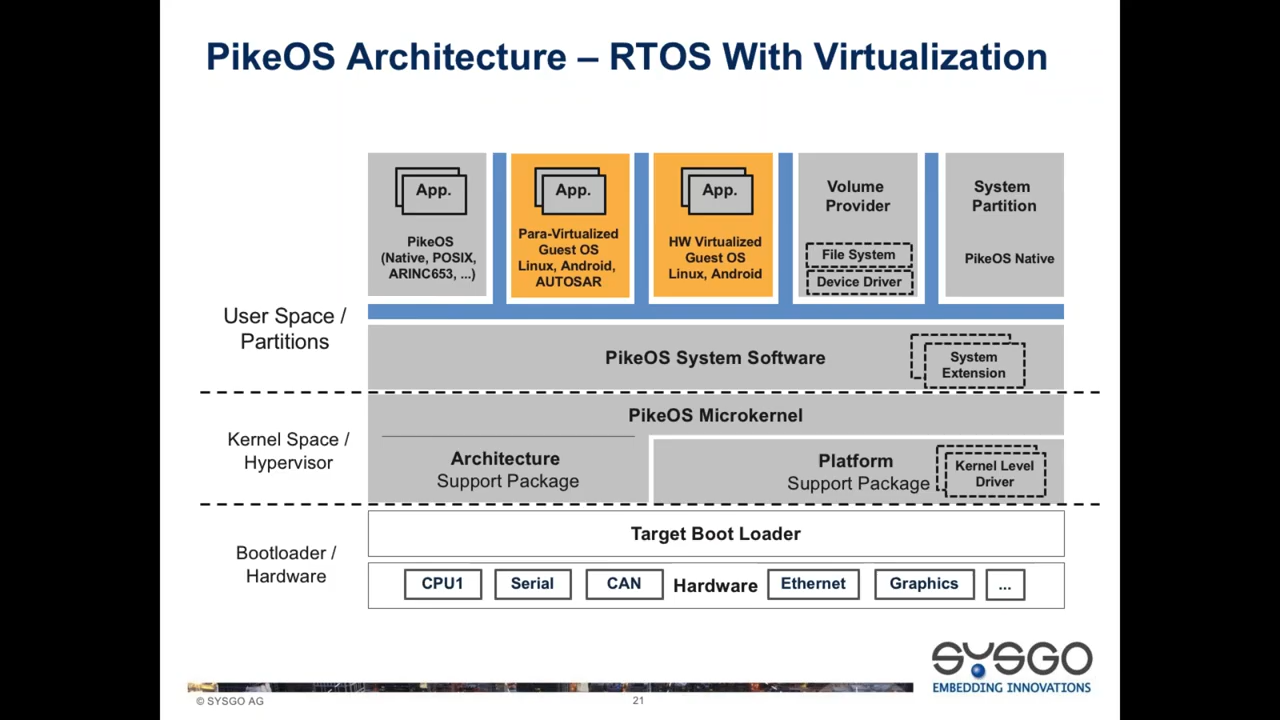 PikeOS Architecture – RTOS With Virtualization
App.
PikeOS
(Native, POSIX,
ARINC653, ...)
App.
Para-Virtualized
Guest OS
Linux, Android,
AUTOSAR
App.
HW Virtualized
Guest OS
Linux, Android
Volume
Provider
File System
Device Driver
System
Partition
PikeOS Native
User Space /
Partitions
PikeOS System Software
System
Extension
Kernel Space /
Hypervisor
PikeOS Microkernel
Architecture
Support Package
Platform
Support Package
Kernel Level
Driver
Bootloader /
Hardware
Target Boot Loader
CPU1
Serial
CAN
Hardware
Ethernet
Graphics
...
SYSGO
EMBEDDING INNOVATIONS
© SYSGO AG
21